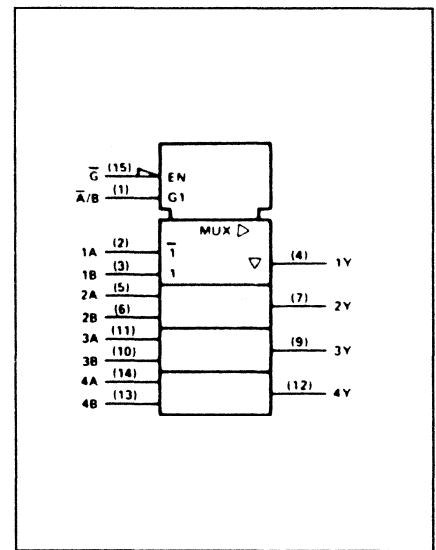 G̅ (15) EN
A̅/B (1) G1
MUX ▷
1A (2) 1̅
▽ (4) 1Y
1B (3) 1
2A (5)
(7) 2Y
2B (6)
3A (11)
(9) 3Y
3B (10)
4A (14)
(12) 4Y
4B (13)